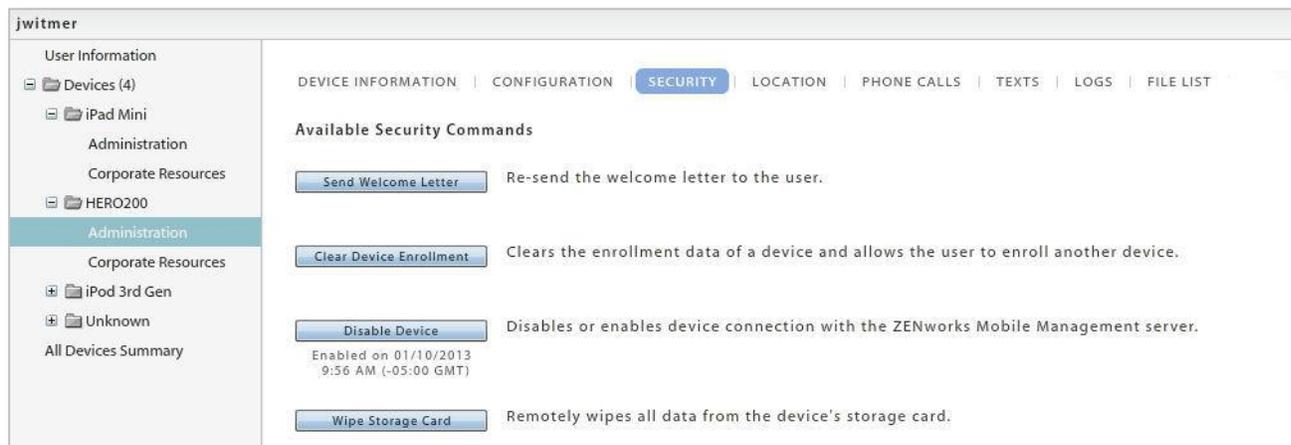 jwitmer
User Information
Devices (4)
iPad Mini
Administration
Corporate Resources
HERO200
Administration
Corporate Resources
iPod 3rd Gen
Unknown
All Devices Summary
DEVICE INFORMATION | CONFIGURATION | SECURITY | LOCATION | PHONE CALLS | TEXTS | LOGS | FILE LIST
Available Security Commands
Send Welcome Letter Re-send the welcome letter to the user.
Clear Device Enrollment Clears the enrollment data of a device and allows the user to enroll another device.
Disable Device Disables or enables device connection with the ZENworks Mobile Management server.
Enabled on 01/10/2013
9:56 AM (-05:00 GMT)
Wipe Storage Card Remotely wipes all data from the device's storage card.